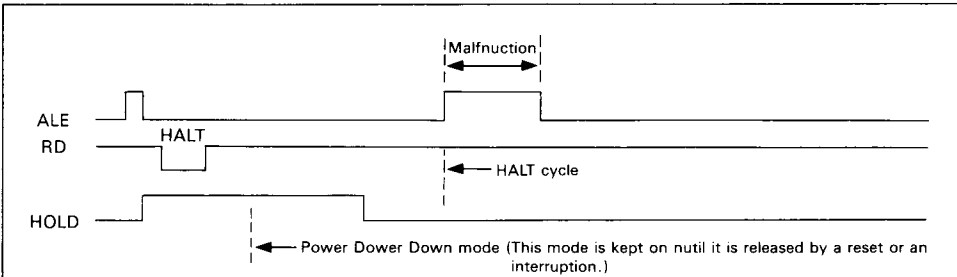 Malfnuction
ALE
HALT
RD
HALT cycle
HOLD
Power Dower Down mode (This mode is kept on nutil it is released by a reset or an
interruption.)